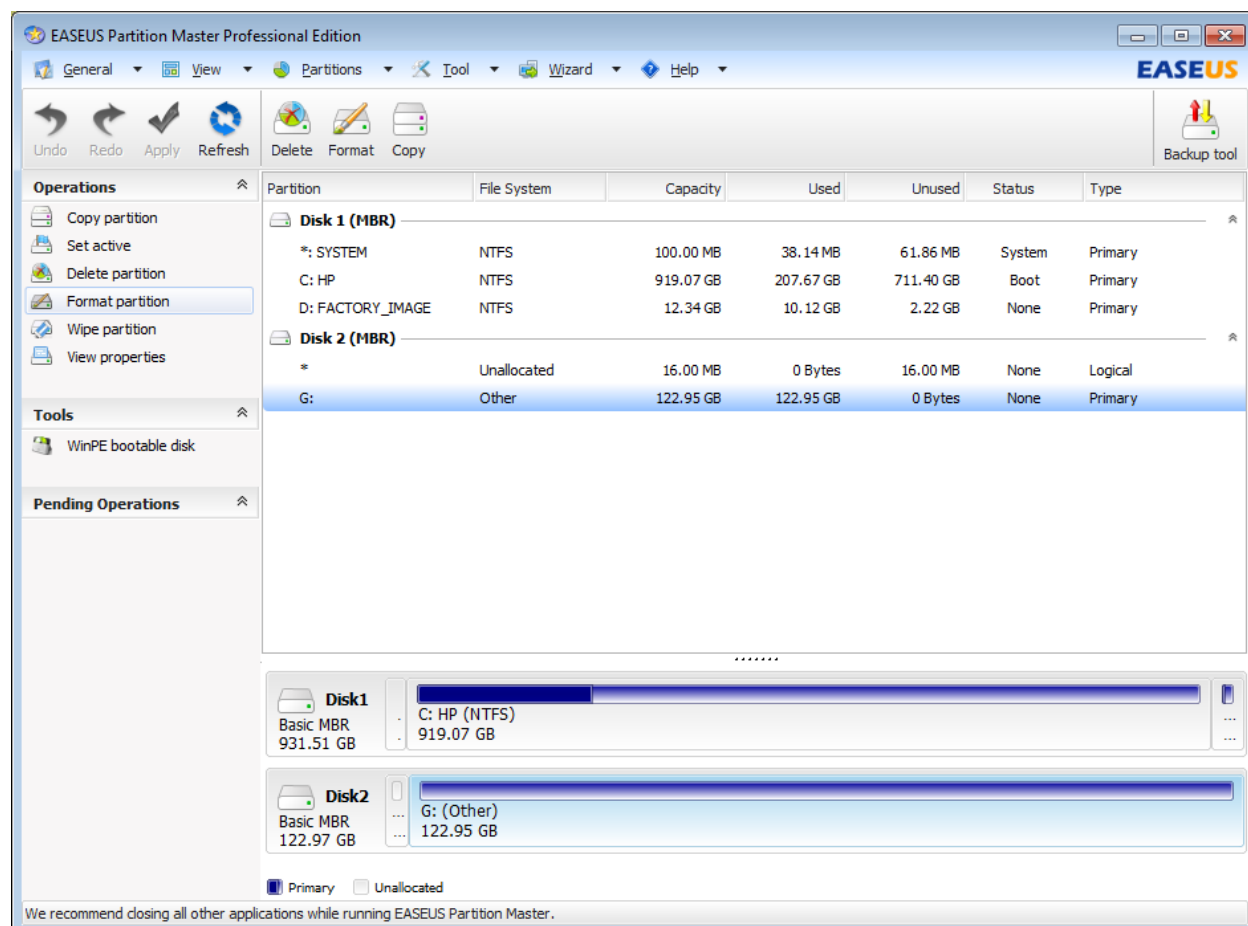 EASEUS Partition Master Professional Edition
General View Partitions Tool Wizard Help EASEUS
Undo Redo Apply Refresh Delete Format Copy Backup tool
Operations
Copy partition
Set active
Delete partition
Format partition
Wipe partition
View properties
Tools
WinPE bootable disk
Pending Operations
Partition File System Capacity Used Unused Status Type
Disk 1 (MBR)
*: SYSTEM NTFS 100.00 MB 38.14 MB 61.86 MB System Primary
C: HP NTFS 919.07 GB 207.67 GB 711.40 GB Boot Primary
D: FACTORY_IMAGE NTFS 12.34 GB 10.12 GB 2.22 GB None Primary
Disk 2 (MBR)
* Unallocated 16.00 MB 0 Bytes 16.00 MB None Logical
G: Other 122.95 GB 122.95 GB 0 Bytes None Primary
Disk1
Basic MBR
931.51 GB
. 
.
C: HP (NTFS)
919.07 GB
...
...
Disk2
Basic MBR
122.97 GB
...
...
G: (Other)
122.95 GB
Primary Unallocated
We recommend closing all other applications while running EASEUS Partition Master.